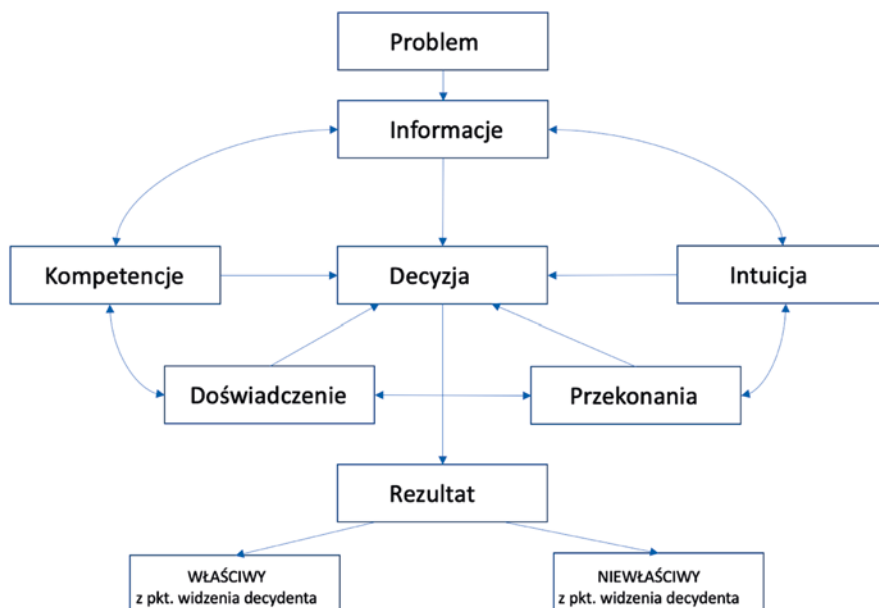 Problem
Informacje
Kompetencje
Decyzja
Intuicja
Doświadczenie
Przekonania
Rezultat
WŁAŚCIWY
z pkt. widzenia decydenta
NIEWŁAŚCIWY
z pkt. widzenia decydenta